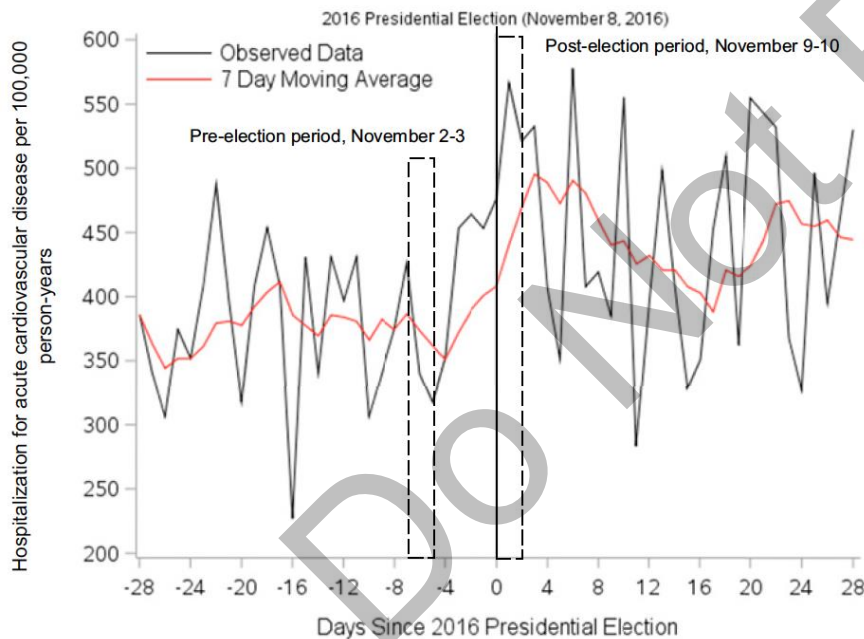 2016 Presidential Election (November 8, 2016)
600
Observed Data
Post-election period, November 9-10
7 Day Moving Average
550
Pre-election period, November 2-3
500
450
400
350
300
250
200
Hospitalization for acute cardiovascular disease per 100,000
person-years
-28 -24 -20 -16 -12 -8 -4 0 4 8 12 16 20 24 28
Days Since 2016 Presidential Election
Do Not